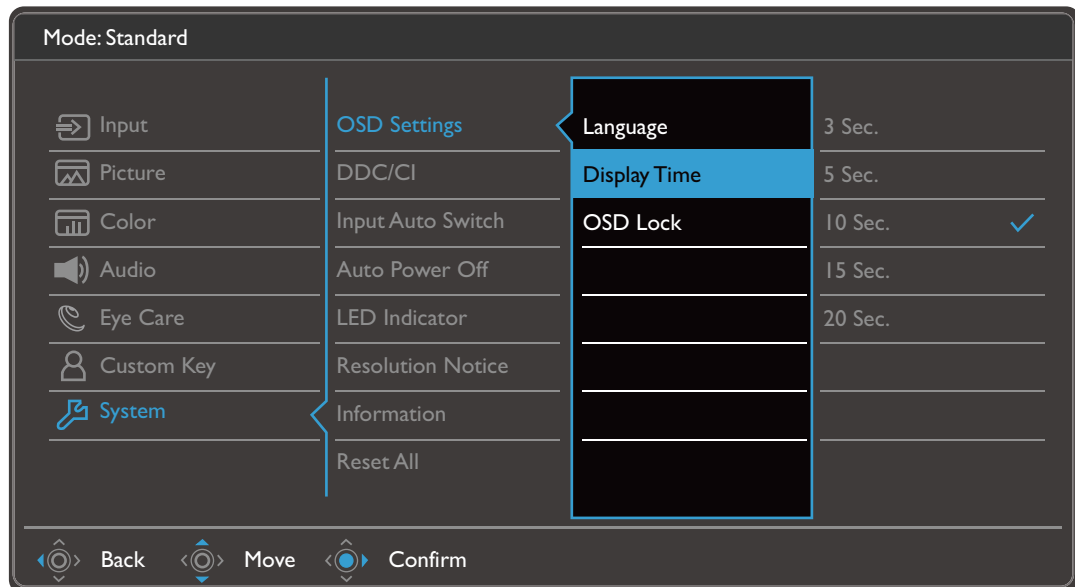 Mode: Standard
Input
Picture
Color
Audio
Eye Care
Custom Key
System
OSD Settings
DDC/CI
Input Auto Switch
Auto Power Off
LED Indicator
Resolution Notice
Information
Reset All
Language
Display Time
OSD Lock
3 Sec.
5 Sec.
10 Sec.
15 Sec.
20 Sec.
Back Move Confirm